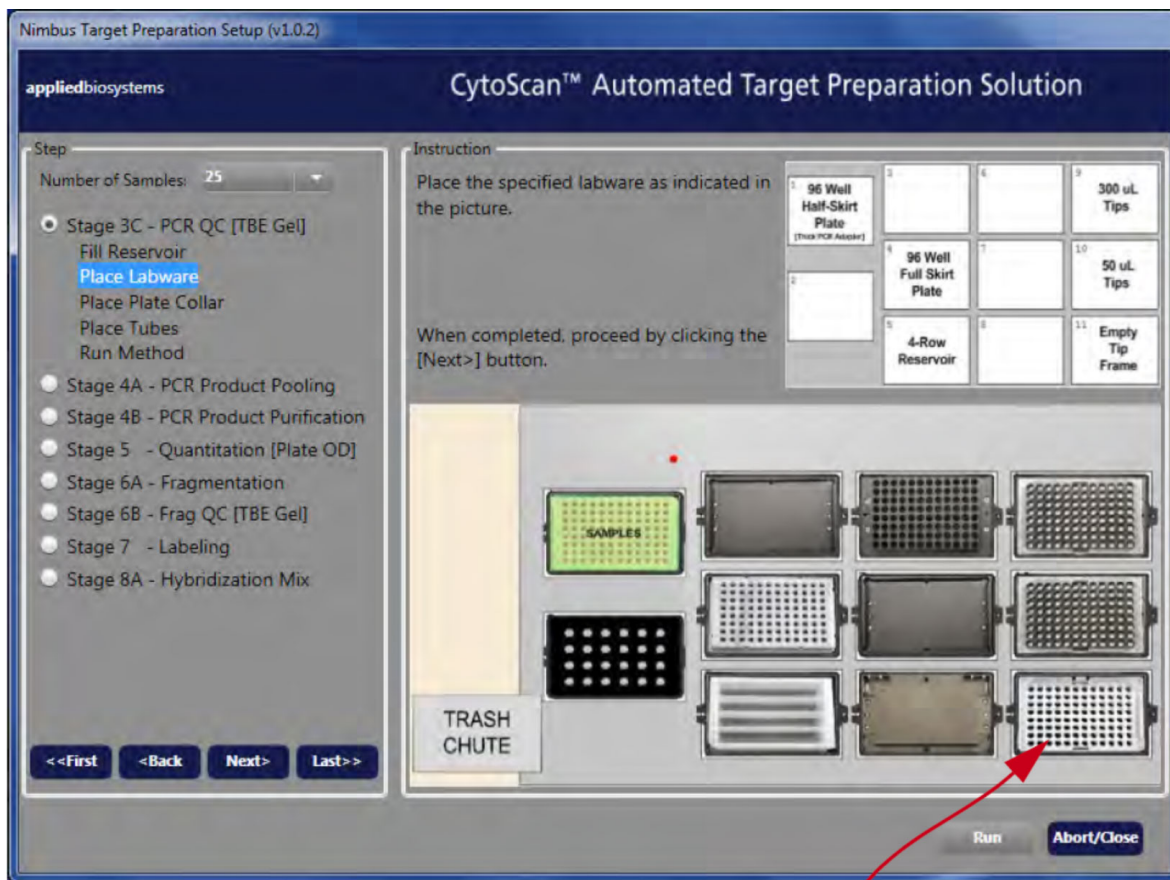 Nimbus Target Preparation Setup (v1.0.2)
appliedbiosystems
CytoScan™ Automated Target Preparation Solution
Step
Number of Samples: 25
Stage 3C - PCR QC [TBE Gel]
Fill Reservoir
Place Labware
Place Plate Collar
Place Tubes
Run Method
Stage 4A - PCR Product Pooling
Stage 4B - PCR Product Purification
Stage 5 - Quantitation [Plate OD]
Stage 6A - Fragmentation
Stage 6B - Frag QC [TBE Gel]
Stage 7 - Labeling
Stage 8A - Hybridization Mix
<<First
<Back
Next>
Last>>
Instruction
Place the specified labware as indicated in
the picture.
When completed, proceed by clicking the
[Next>] button.
1
96 Well
Half-Skirt
Plate
2
3
4
96 Well
Full Skirt
Plate
5
4-Row
Reservoir
6
7
8
9
300 uL
Tips
10
50 uL
Tips
11
Empty
Tip
Frame
SAMPLES
TRASH
CHUTE
Run
Abort/Close